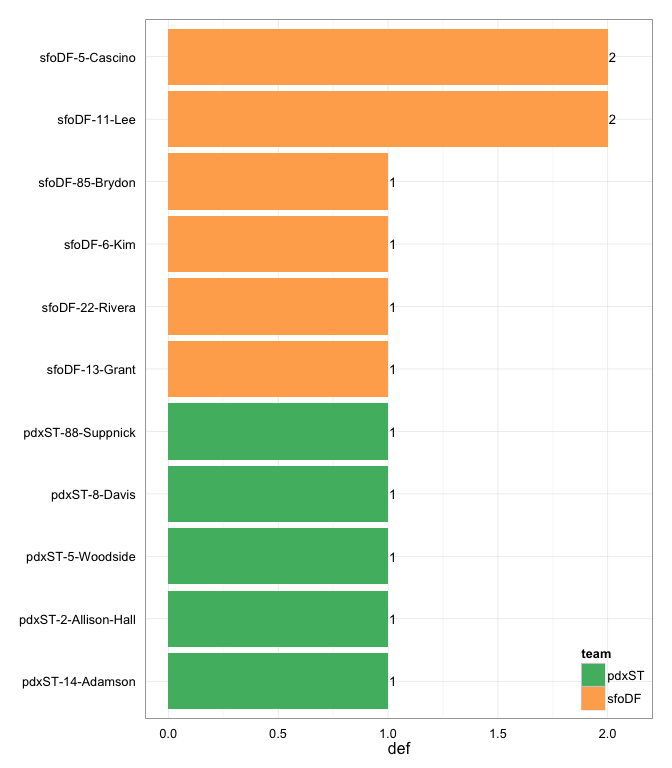 sfoDF-5-Cascino 2
sfoDF-11-Lee 2
sfoDF-85-Brydon 1
sfoDF-6-Kim 1
sfoDF-22-Rivera 1
sfoDF-13-Grant 1
pdxST-88-Suppnick 1
pdxST-8-Davis 1
pdxST-5-Woodside 1
pdxST-2-Allison-Hall 1
pdxST-14-Adamson 1
team
pdxST
sfoDF
0.0 0.5 1.0 1.5 2.0
def